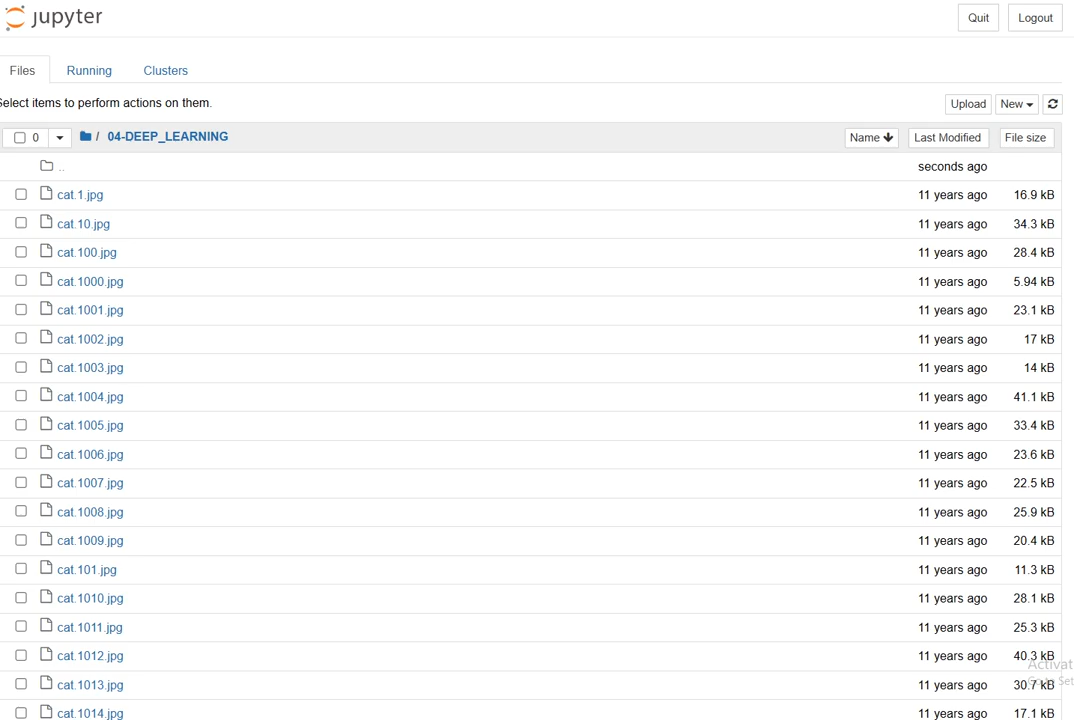 jupyter Quit Logout
Files Running Clusters
Select items to perform actions on them. Upload New
0 / 04-DEEP_LEARNING Name Last Modified File size
.. seconds ago
cat.1.jpg 11 years ago 16.9 kB
cat.10.jpg 11 years ago 34.3 kB
cat.100.jpg 11 years ago 28.4 kB
cat.1000.jpg 11 years ago 5.94 kB
cat.1001.jpg 11 years ago 23.1 kB
cat.1002.jpg 11 years ago 17 kB
cat.1003.jpg 11 years ago 14 kB
cat.1004.jpg 11 years ago 41.1 kB
cat.1005.jpg 11 years ago 33.4 kB
cat.1006.jpg 11 years ago 23.6 kB
cat.1007.jpg 11 years ago 22.5 kB
cat.1008.jpg 11 years ago 25.9 kB
cat.1009.jpg 11 years ago 20.4 kB
cat.101.jpg 11 years ago 11.3 kB
cat.1010.jpg 11 years ago 28.1 kB
cat.1011.jpg 11 years ago 25.3 kB
cat.1012.jpg 11 years ago 40.3 kB
Activat
cat.1013.jpg 11 years ago 30.7 kB
Set
cat.1014.jpg 11 years ago 17.1 kB